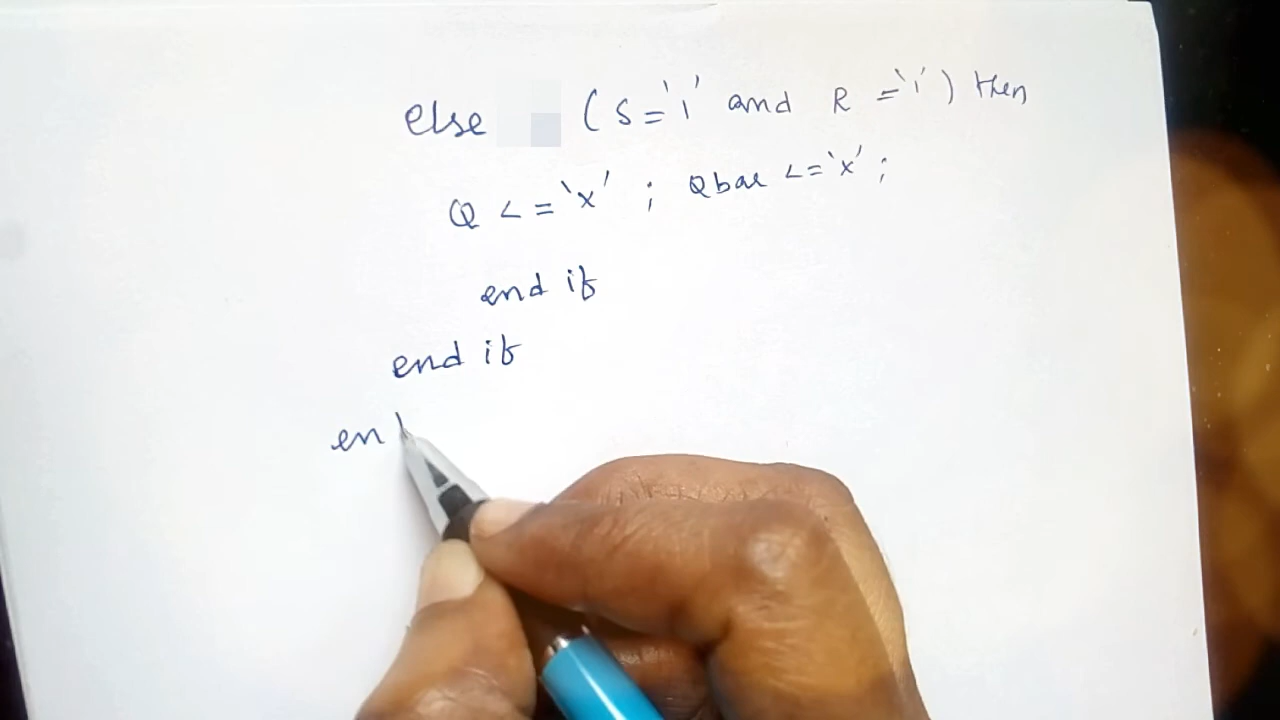 else (S='1' and R='1') then
Q <= 'x' ; Qbar <= 'x' ;
end if
end if
en